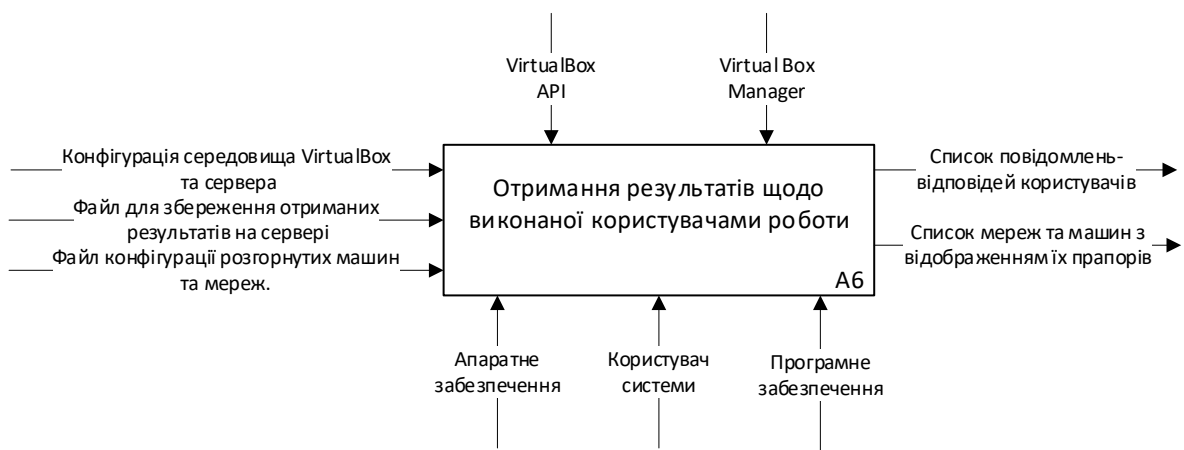 VirtualBox
API
Virtual Box
Manager
Конфігурація середовища VirtualBox
та сервера
Файл для збереження отриманих
результатів на сервері
Файл конфігурації розгорнутих машин
та мереж.
Отримання результатів щодо
виконаної користувачами роботи
А6
Список повідомлень-
відповідей користувачів
Список мереж та машин з
відображенням їх прапорів
Апаратне
забезпечення
Користувач
системи
Програмне
забезпечення